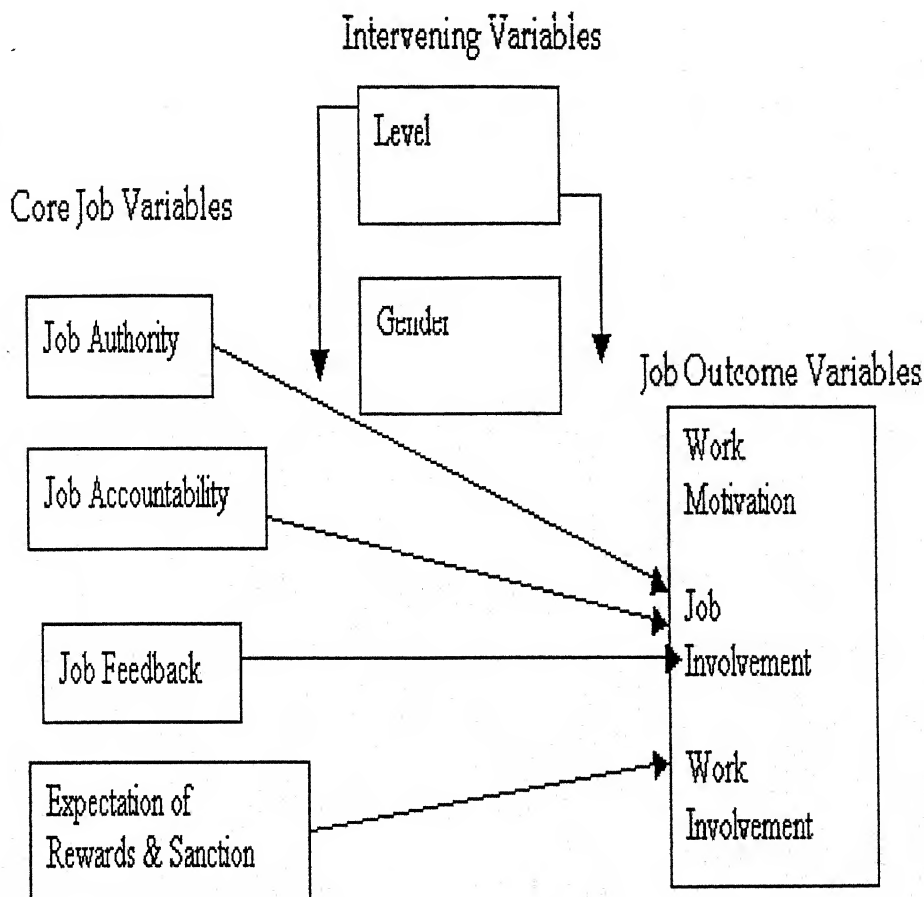 Intervening Variables
Level
Core Job Variables
Gender
Job Authority
Job Outcome Variables
Work
Motivation
Job Accountability
Job
Involvement
Job Feedback
Work
Involvement
Expectation of
Rewards & Sanction